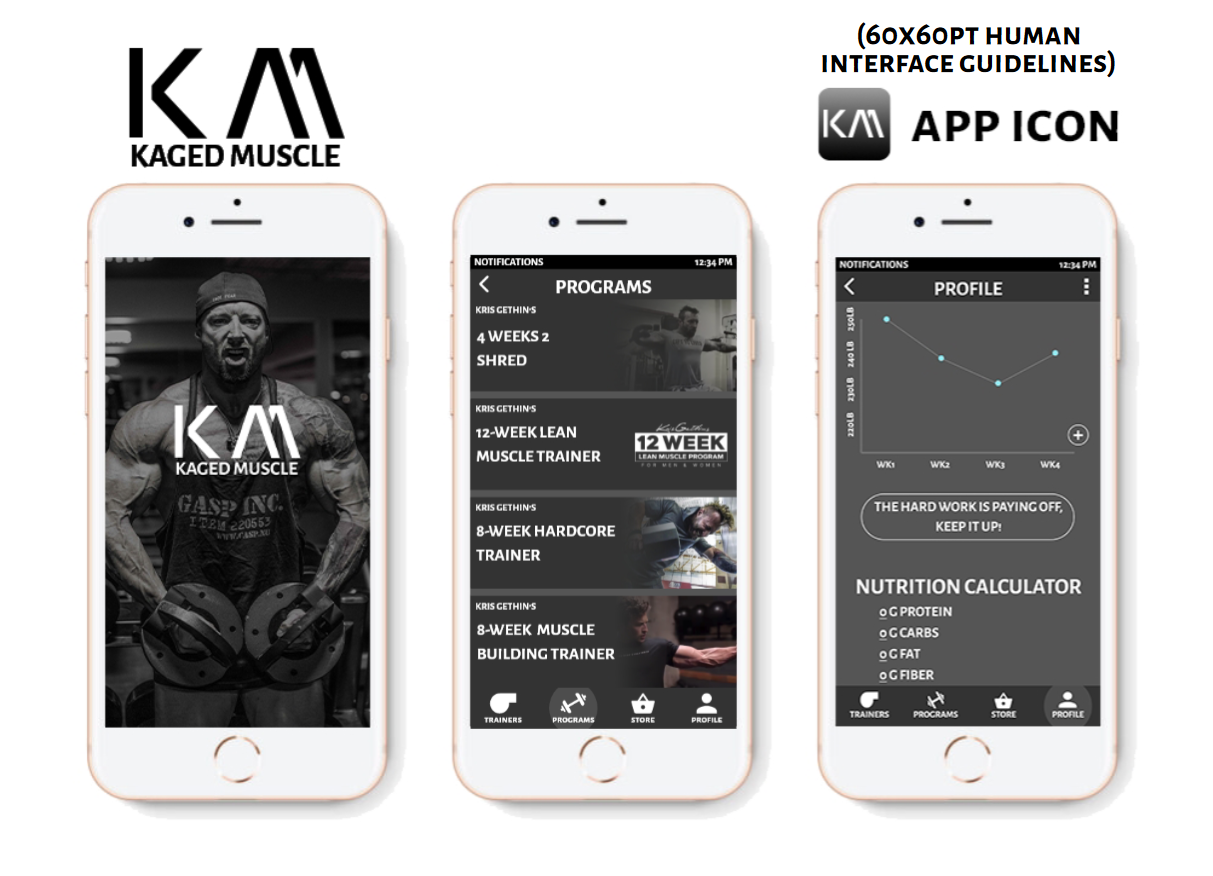 KM
KAGED MUSCLE
(60X60PT HUMAN
INTERFACE GUIDELINES)
KM
APP ICON
KM
KAGED MUSCLE
GASP INC.
ITEM 220553
WWW.GASP.NU
NOTIFICATIONS 12:34 PM
PROGRAMS
KRIS GETHIN'S
4 WEEKS 2
SHRED
KRIS GETHIN'S
12-WEEK LEAN
MUSCLE TRAINER
Kris Gethin's
12 WEEK
LEAN MUSCLE PROGRAM
FOR MEN & WOMEN
KRIS GETHIN'S
8-WEEK HARDCORE
TRAINER
KRIS GETHIN'S
8-WEEK MUSCLE
BUILDING TRAINER
TRAINERS PROGRAMS STORE PROFILE
NOTIFICATIONS 12:34 PM
PROFILE
250LB
240 LB
230LB
220LB
WK1 WK2 WK3 WK4
THE HARD WORK IS PAYING OFF,
KEEP IT UP!
NUTRITION CALCULATOR
0 G PROTEIN
0 G CARBS
0 G FAT
0 G FIBER
TRAINERS PROGRAMS STORE PROFILE